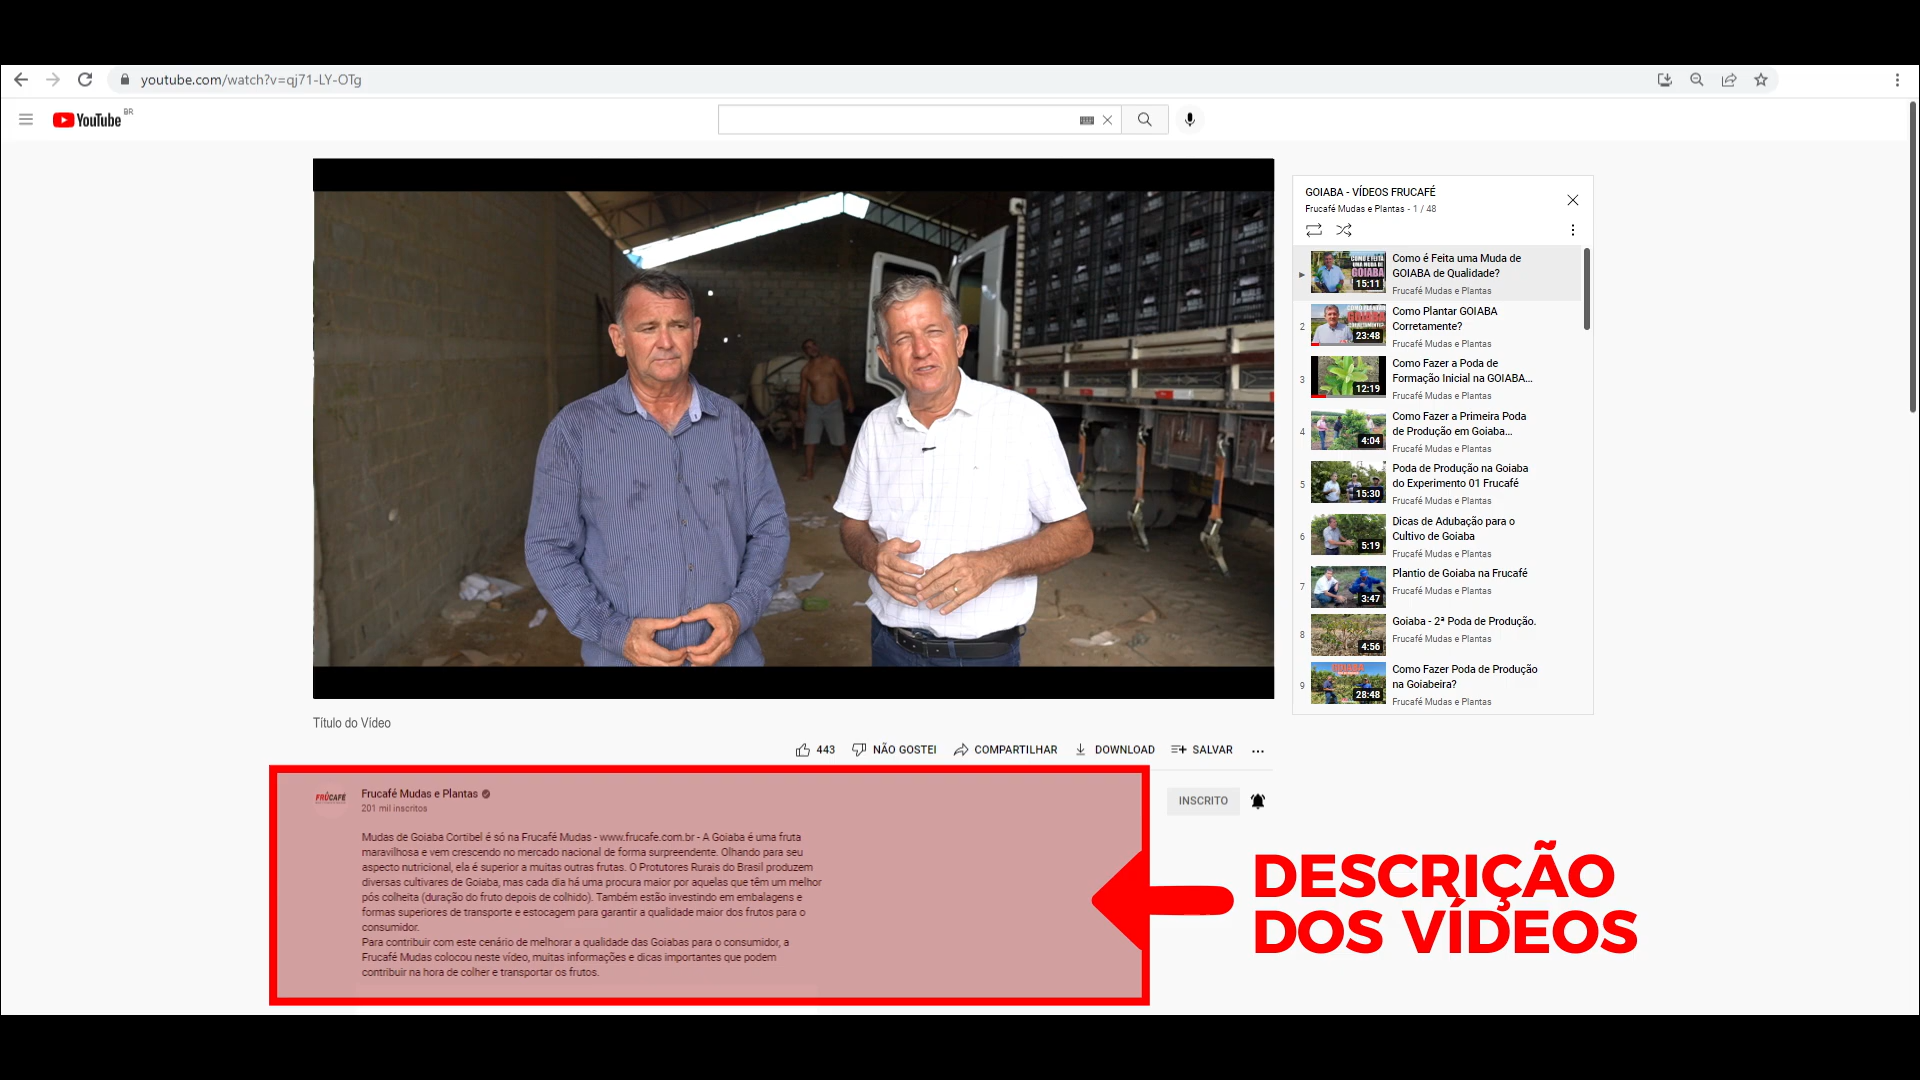 youtube.com/watch?v=qj71-LY-OTg
YouTube BR
GOIABA - VÍDEOS FRUCAFÉ
Frucafé Mudas e Plantas - 1 / 48
COMO É FEITA
UMA MUDA DE
GOIABA
15:11
Como é Feita uma Muda de
GOIABA de Qualidade?
Frucafé Mudas e Plantas
2
COMO PLANTAR
GOIABA
CORRETAMENTE?
23:48
Como Plantar GOIABA
Corretamente?
Frucafé Mudas e Plantas
3
12:19
Como Fazer a Poda de
Formação Inicial na GOIABA...
Frucafé Mudas e Plantas
4
4:04
Como Fazer a Primeira Poda
de Produção em Goiaba...
Frucafé Mudas e Plantas
5
15:30
Poda de Produção na Goiaba
do Experimento 01 Frucafé
Frucafé Mudas e Plantas
6
5:19
Dicas de Adubação para o
Cultivo de Goiaba
Frucafé Mudas e Plantas
7
3:47
Plantio de Goiaba na Frucafé
Frucafé Mudas e Plantas
8
4:56
Goiaba - 2ª Poda de Produção.
Frucafé Mudas e Plantas
9
GOIABA
28:48
Como Fazer Poda de Produção
na Goiabeira?
Frucafé Mudas e Plantas
Título do Vídeo
443 NÃO GOSTEI COMPARTILHAR DOWNLOAD SALVAR ...
FRUCAFÉ
Frucafé Mudas e Plantas
201 mil inscritos
INSCRITO
Mudas de Goiaba Cortibel é só na Frucafé Mudas - www.frucafe.com.br - A Goiaba é uma fruta
maravilhosa e vem crescendo no mercado nacional de forma surpreendente. Olhando para seu
aspecto nutricional, ela é superior a muitas outras frutas. O Protutores Rurais do Brasil produzem
diversas cultivares de Goiaba, mas cada dia há uma procura maior por aquelas que têm um melhor
pós colheita (duração do fruto depois de colhido). Também estão investindo em embalagens e
formas superiores de transporte e estocagem para garantir a qualidade maior dos frutos para o
consumidor.
Para contribuir com este cenário de melhorar a qualidade das Goiabas para o consumidor, a
Frucafé Mudas colocou neste vídeo, muitas informações e dicas importantes que podem
contribuir na hora de colher e transportar os frutos.
DESCRIÇÃO
DOS VÍDEOS